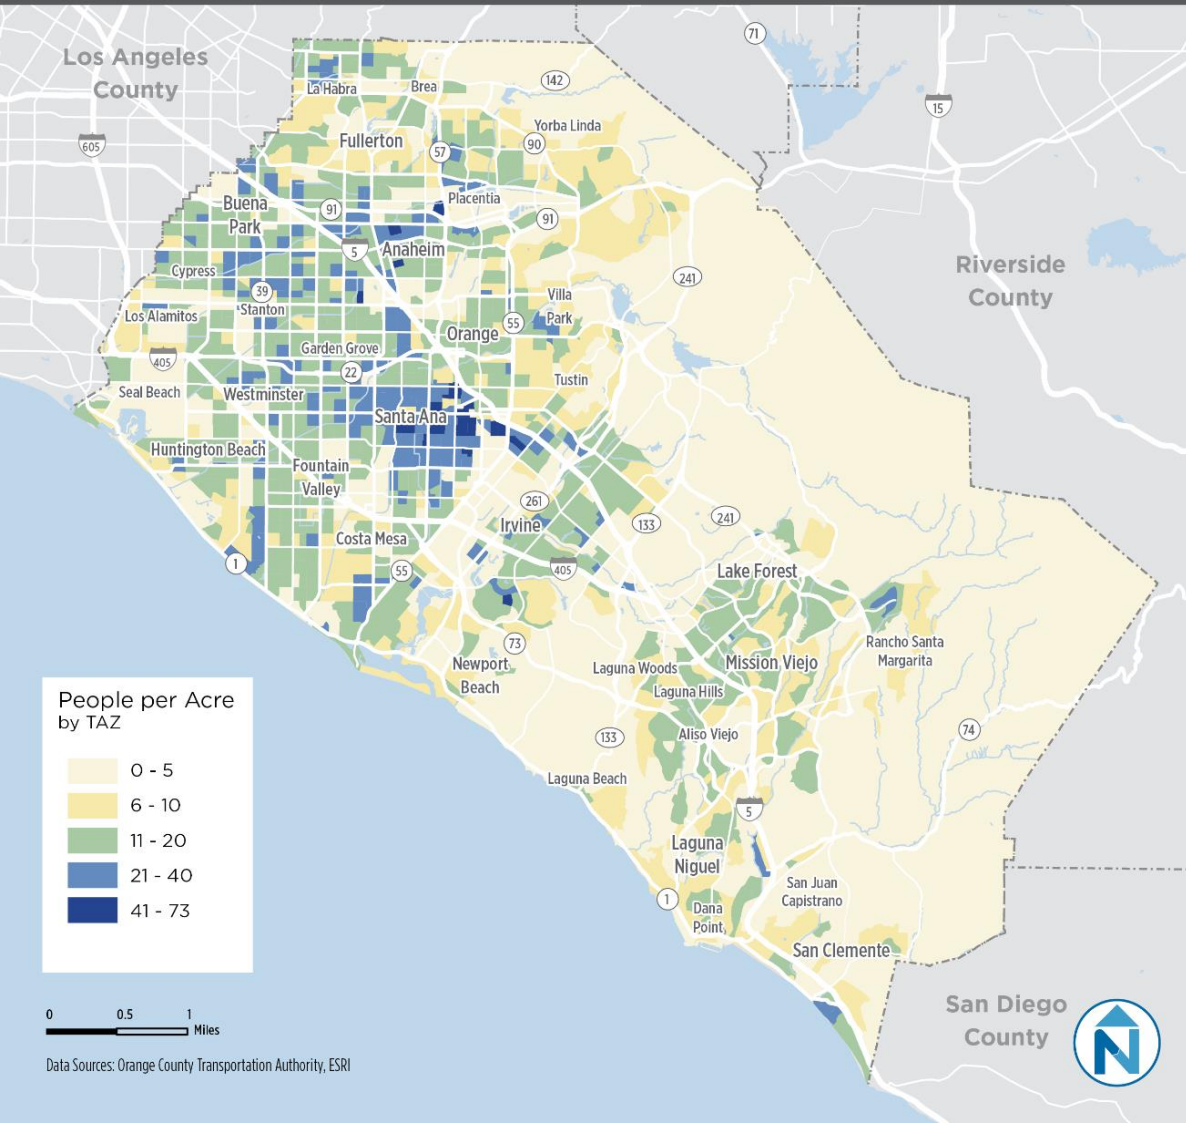 Los Angeles
County
71
142
15
605
La Habra
Brea
Fullerton
Yorba Linda
57
90
Buena
Park
91
Placentia
91
5
Anaheim
Cypress
241
Riverside
County
39
Stanton
Los Alamitos
Villa
Park
Orange
55
405
Garden Grove
22
Tustin
Seal Beach
Westminster
Santa Ana
Huntington Beach
Fountain
Valley
261
Irvine
133
241
Costa Mesa
1
55
405
Lake Forest
73
Rancho Santa
Margarita
Newport
Beach
Laguna Woods
Mission Viejo
Laguna Hills
133
Aliso Viejo
74
Laguna Beach
5
Laguna
Niguel
San Juan
Capistrano
1
Dana
Point
San Clemente
San Diego
County
People per Acre
by TAZ
0 - 5
6 - 10
11 - 20
21 - 40
41 - 73
0 0.5 1
Miles
Data Sources: Orange County Transportation Authority, ESRI
N